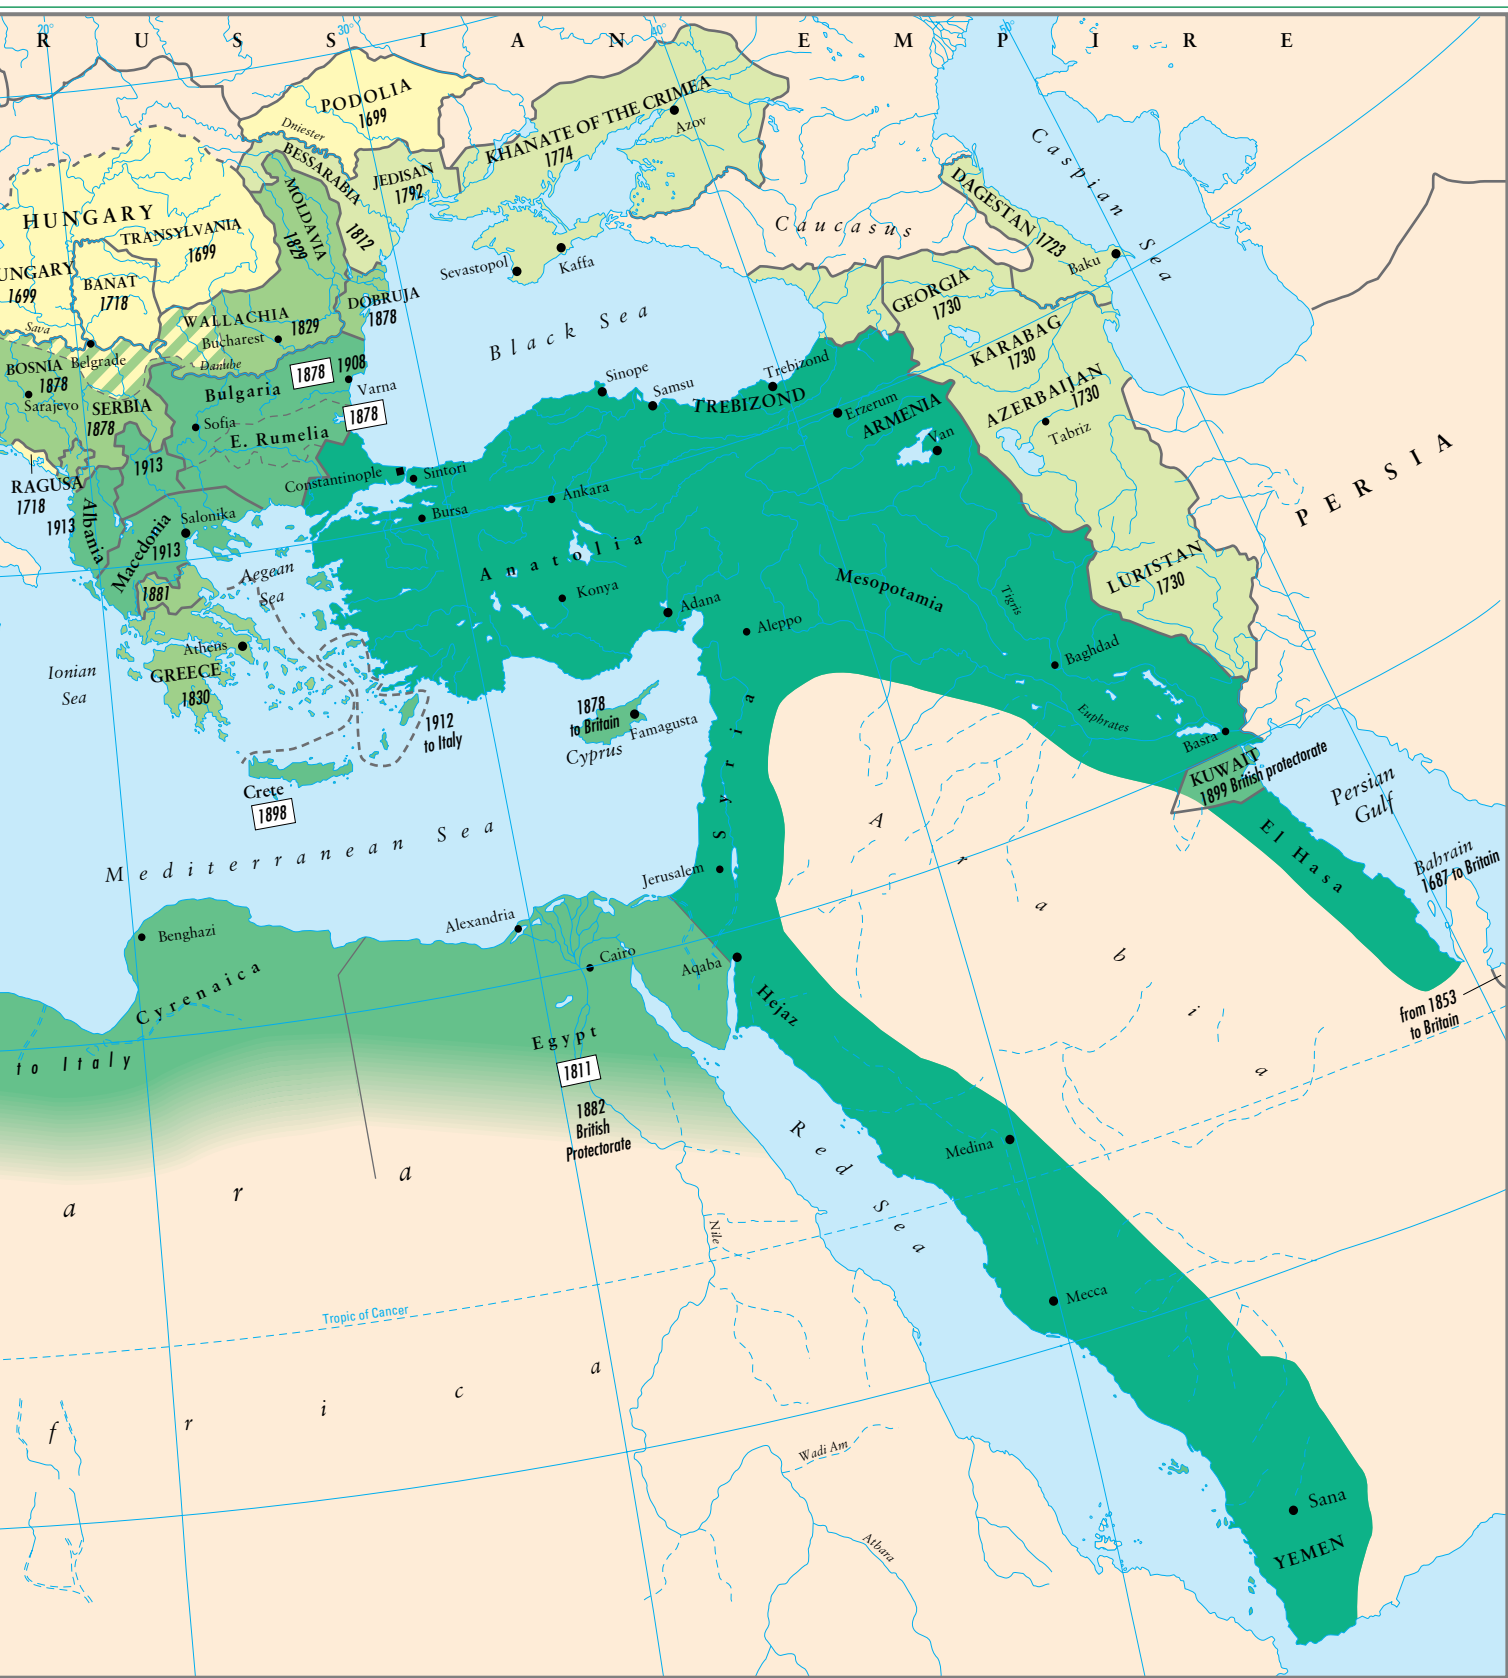 20°
30°
40°
50°
RUSSIAN EMPIRE
PODOLIA
1699
Dniester
KHANATE OF THE CRIMEA
1774
Azov
BESSARABIA
1812
JEDISAN
1792
MOLDAVIA
1829
HUNGARY
TRANSYLVANIA
1699
UNGARY
1699
BANAT
1718
Sava
WALLACHIA
1829
Bucharest
Danube
DOBRUJA
1878
Sevastopol
Kaffa
Caucasus
Caspian Sea
DAGESTAN 1723
Baku
GEORGIA
1730
KARABAG
1730
AZERBAIJAN
1730
Tabriz
Black Sea
BOSNIA
1878
Sarajevo
Belgrade
SERBIA
1878
Bulgaria
1878
1908
Varna
1878
Sofia
E. Rumelia
1913
RAGUSA
1718
1913
Albania
Macedonia
1913
Salonika
1881
Constantinople
Sintori
Bursa
Ankara
Sinope
Samsu
Trebizond
TREBIZOND
Erzerum
ARMENIA
Van
PERSIA
LURISTAN
1730
Anatolia
Konya
Adana
Aleppo
Mesopotamia
Tigris
Baghdad
Euphrates
Basra
KUWAIT
1899 British protectorate
Persian
Gulf
Bahrain
1687 to Britain
El Hasa
from 1853
to Britain
Aegean
Sea
Athens
GREECE
1830
Ionian
Sea
1912
to Italy
1878
to Britain
Cyprus
Famagusta
Crete
1898
Mediterranean Sea
Syria
Jerusalem
Arabia
Benghazi
Cyrenaica
to Italy
Alexandria
Cairo
Aqaba
Egypt
1811
1882
British
Protectorate
Hejaz
Medina
Red Sea
Mecca
Nile
a r a
Tropic of Cancer
f r i c a
Wadi Am
Atbara
Sana
YEMEN